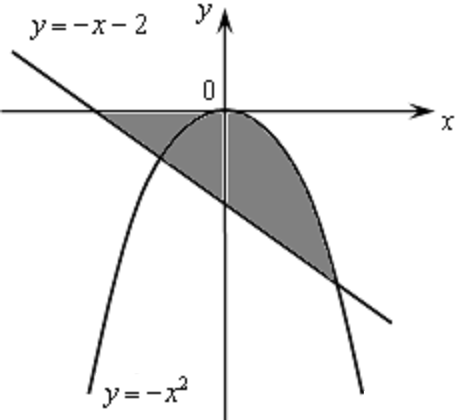 y = −x − 2
y
0
x
y = −x²